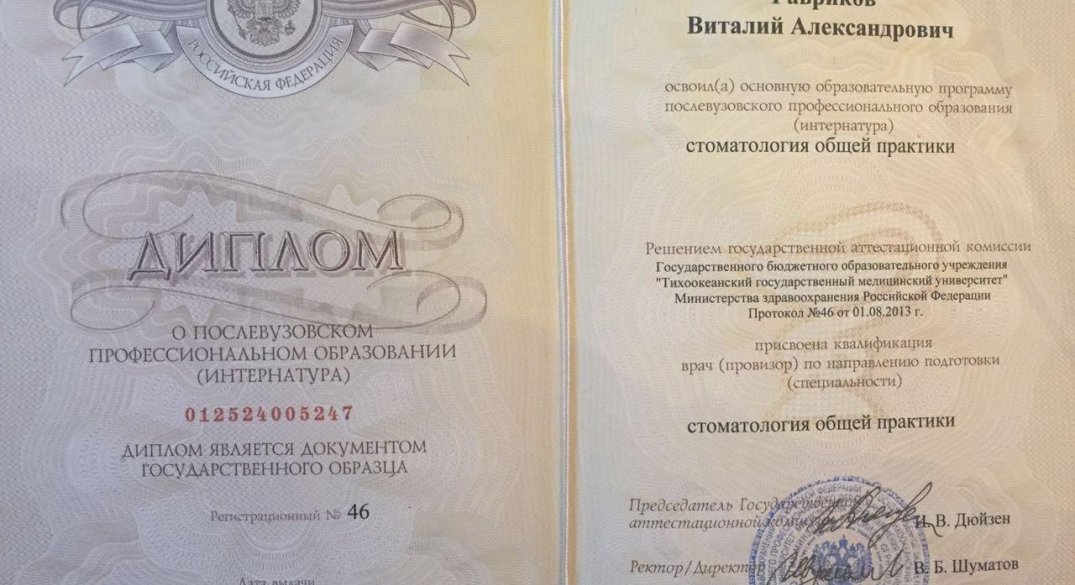 РОССИЙСКАЯ ФЕДЕРАЦИЯ
ДИПЛОМ
О ПОСЛЕВУЗОВСКОМ
ПРОФЕССИОНАЛЬНОМ ОБРАЗОВАНИИ
(ИНТЕРНАТУРА)
012524005247
ДИПЛОМ ЯВЛЯЕТСЯ ДОКУМЕНТОМ
ГОСУДАРСТВЕННОГО ОБРАЗЦА
Регистрационный № 46
Дата выдачи
Виталий Александрович
освоил(а) основную образовательную программу
послевузовского профессионального образования
(интернатура)
стоматология общей практики
Решением государственной аттестационной комиссии
Государственного бюджетного образовательного учреждения
"Тихоокеанский государственный медицинский университет"
Министерства здравоохранения Российской Федерации
Протокол №46 от 01.08.2013 г.
присвоена квалификация
врач (провизор) по направлению подготовки
(специальности)
стоматология общей практики
Председатель Государственной
аттестационной И. В. Дюйзен
Ректор/Директор В. Б. Шуматов